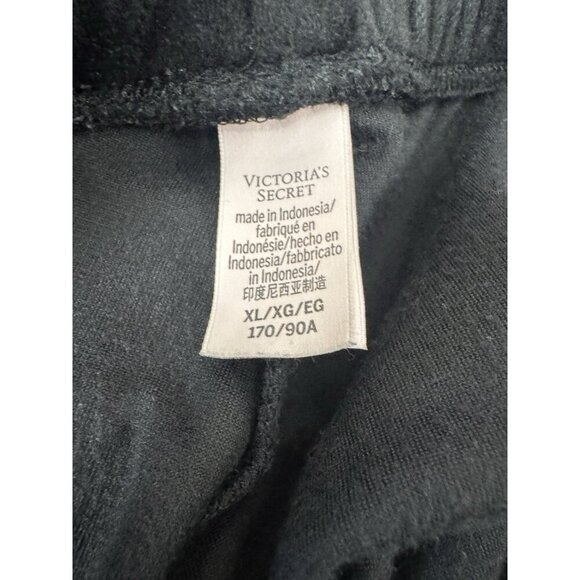 VICTORIA'S
SECRET
made in Indonesia/
fabriqué en
Indonésie/hecho en
Indonesia/fabbricato
in Indonesia/
印度尼西亚制造
XL/XG/EG
170/90A